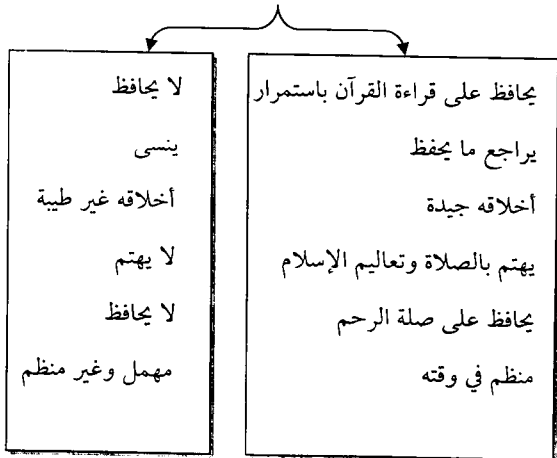 يحافظ على قراءة القرآن باستمرار
يراجع ما يحفظ
أخلاقه جيدة
يهتم بالصلاة وتعاليم الإسلام
يحافظ على صلة الرحم
منظم في وقته
لا يحافظ
ينسى
أخلاقه غير طيبة
لا يهتم
لا يحافظ
مهمل وغير منظم